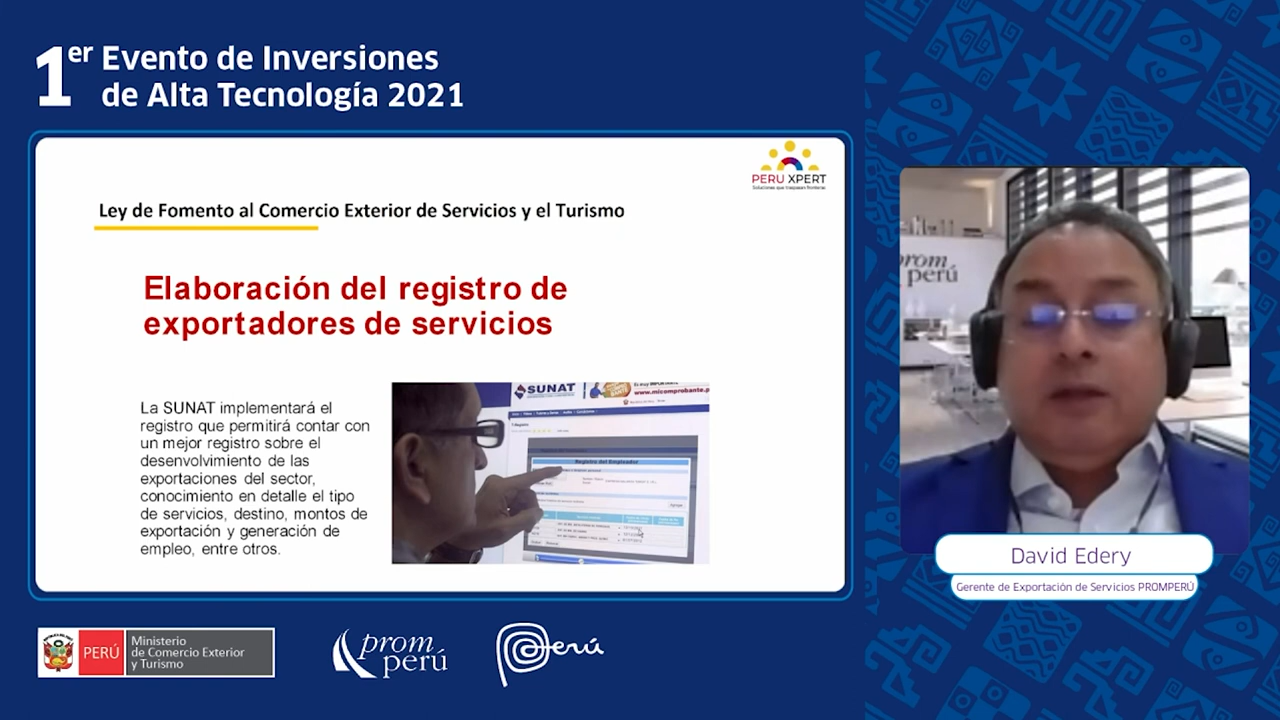 1er Evento de Inversiones
de Alta Tecnología 2021
PERU XPERT
Soluciones que traspasan fronteras
Ley de Fomento al Comercio Exterior de Servicios y el Turismo
Elaboración del registro de
exportadores de servicios
La SUNAT implementará el
registro que permitirá contar con
un mejor registro sobre el
desenvolvimiento de las
exportaciones del sector,
conocimiento en detalle el tipo
de servicios, destino, montos de
exportación y generación de
empleo, entre otros.
SUNAT
www.micomprobante.p
Registro del Empleador
prom
perú
David Edery
Gerente de Exportación de Servicios PROMPERÚ
PERÚ
Ministerio
de Comercio Exterior
y Turismo
prom
perú
Perú